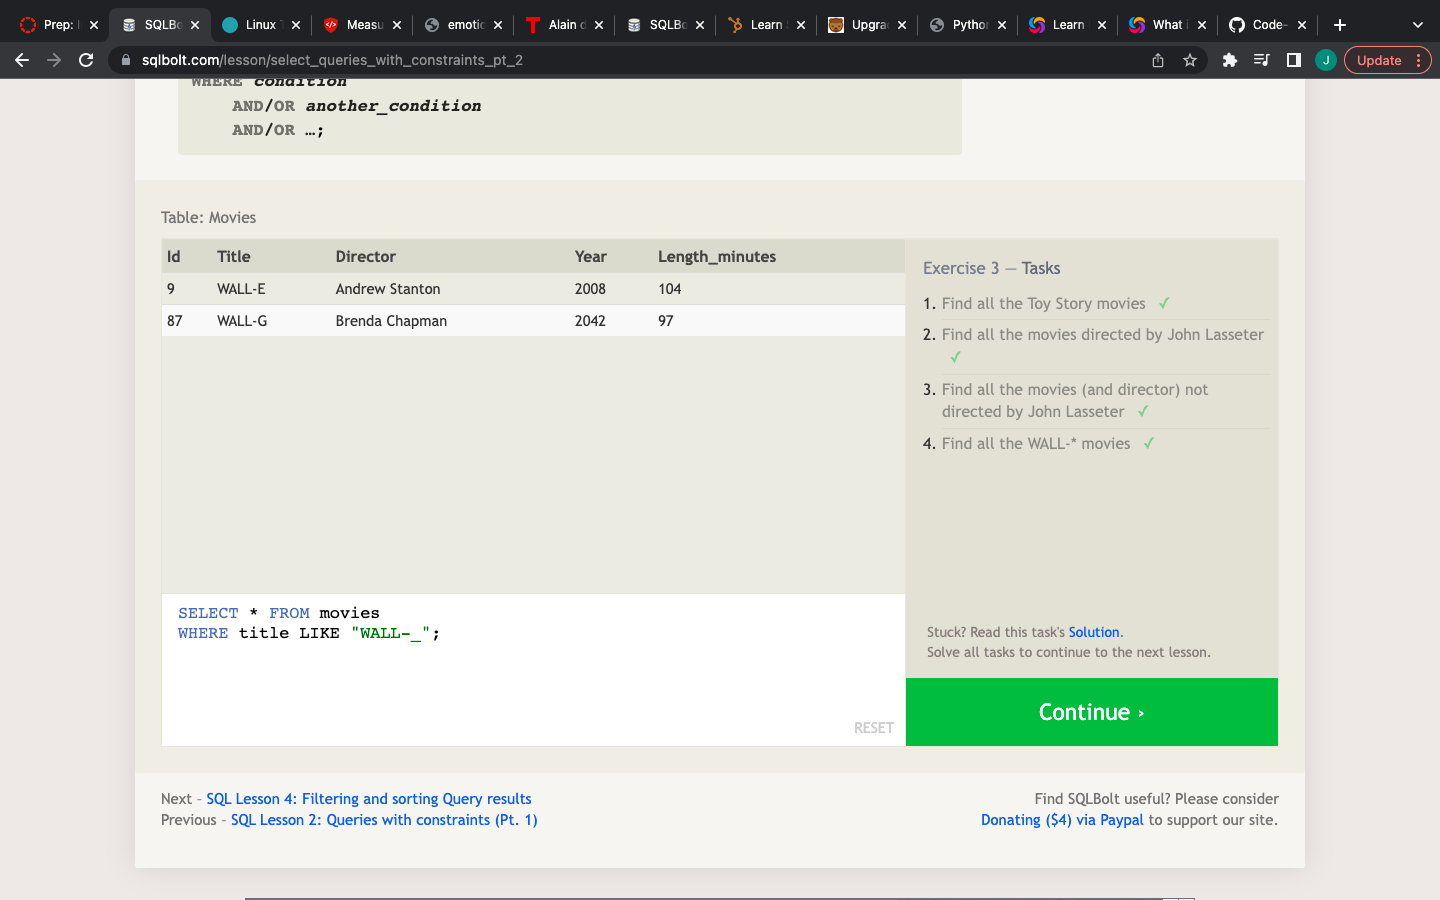 Prep:
SQLBo
Linux
Measu
emotic
Alain d
SQLBo
Learn
Upgra
Pythor
Learn
What i
Code-
sqlbolt.com/lesson/select_queries_with_constraints_pt_2
J
Update
WHERE condition
AND/OR another_condition
AND/OR …;
Table: Movies
Id Title Director Year Length_minutes
9 WALL-E Andrew Stanton 2008 104
87 WALL-G Brenda Chapman 2042 97
Exercise 3 — Tasks
1. Find all the Toy Story movies ✓
2. Find all the movies directed by John Lasseter
✓
3. Find all the movies (and director) not
directed by John Lasseter ✓
4. Find all the WALL-* movies ✓
SELECT * FROM movies
WHERE title LIKE "WALL-_";
RESET
Stuck? Read this task's Solution.
Solve all tasks to continue to the next lesson.
Continue ›
Next – SQL Lesson 4: Filtering and sorting Query results
Previous – SQL Lesson 2: Queries with constraints (Pt. 1)
Find SQLBolt useful? Please consider
Donating ($4) via Paypal to support our site.